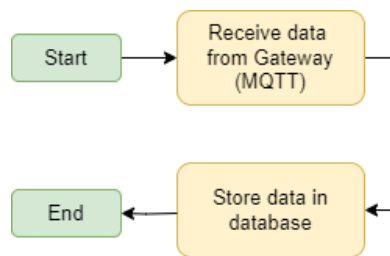 Start
Receive data
from Gateway
(MQTT)
Store data in
database
End